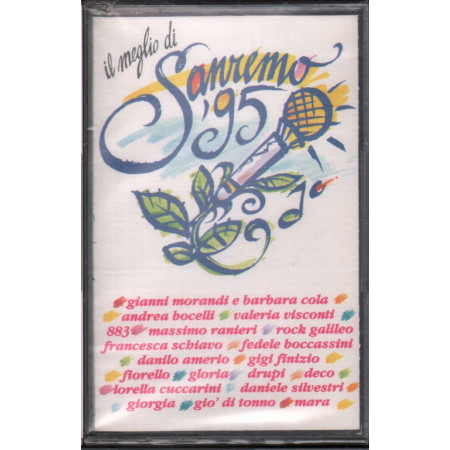 il meglio di
Sanremo
'95
gianni morandi e barbara cola
andrea bocelli valeria visconti
883 massimo ranieri rock galileo
francesca schiavo fedele boccassini
danilo amerio gigi finizio
fiorello gloria drupi deco
lorella cuccarini daniele silvestri
giorgia gio' di tonno mara